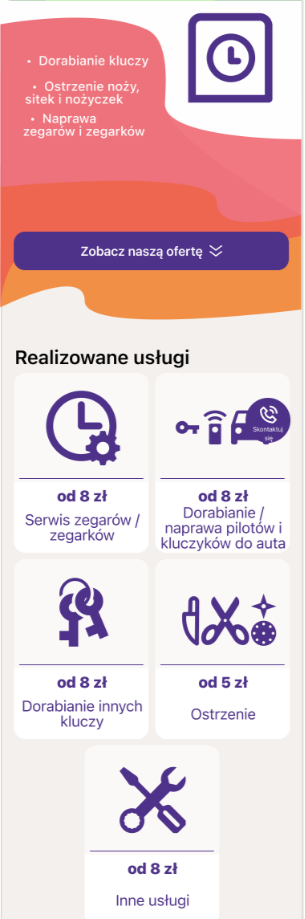 • Dorabianie kluczy
• Ostrzenie noży,
sitek i nożyczek
• Naprawa
zegarów i zegarków
Zobacz naszą ofertę
Realizowane usługi
od 8 zł
Serwis zegarów /
zegarków
Skontaktuj
się
od 8 zł
Dorabianie /
naprawa pilotów i
kluczyków do auta
od 8 zł
Dorabianie innych
kluczy
od 5 zł
Ostrzenie
od 8 zł
Inne usługi